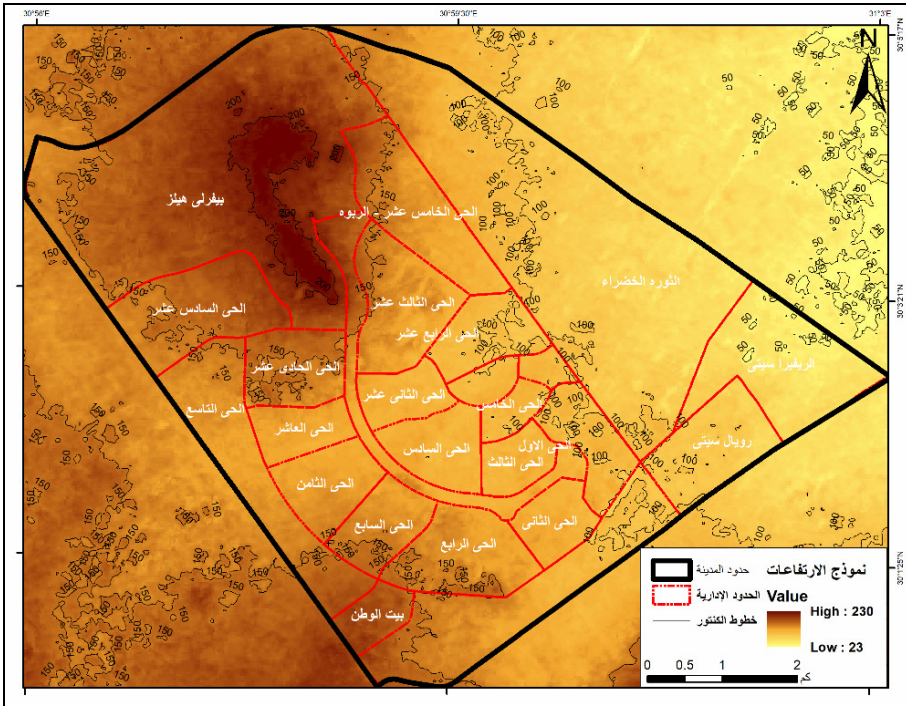 30°56'E
30°59'30"E
31°3'E
30°5'17"N
N
بيفرلى هيلز
الحى الخامس عشر - الربوه
الثوره الخضراء
30°3'21"N
الحى السادس عشر
الحى الثالث عشر
الحى الرابع عشر
الريفيرا سيتى
الحى الحادى عشر
الحى الثانى عشر
الحى الخامس
الحى التاسع
الحى العاشر
الحى السادس
الحى الاول
الحى الثالث
رويال سيتى
الحى الثامن
الحى السابع
الحى الرابع
الحى الثانى
بيت الوطن
30°1'25"N
نموذج الارتفاعات
Value
High : 230
Low : 23
حدود المدينة
الحدود الإدارية
خطوط الكنتور
0 0.5 1 2
كم
200
150
100
50